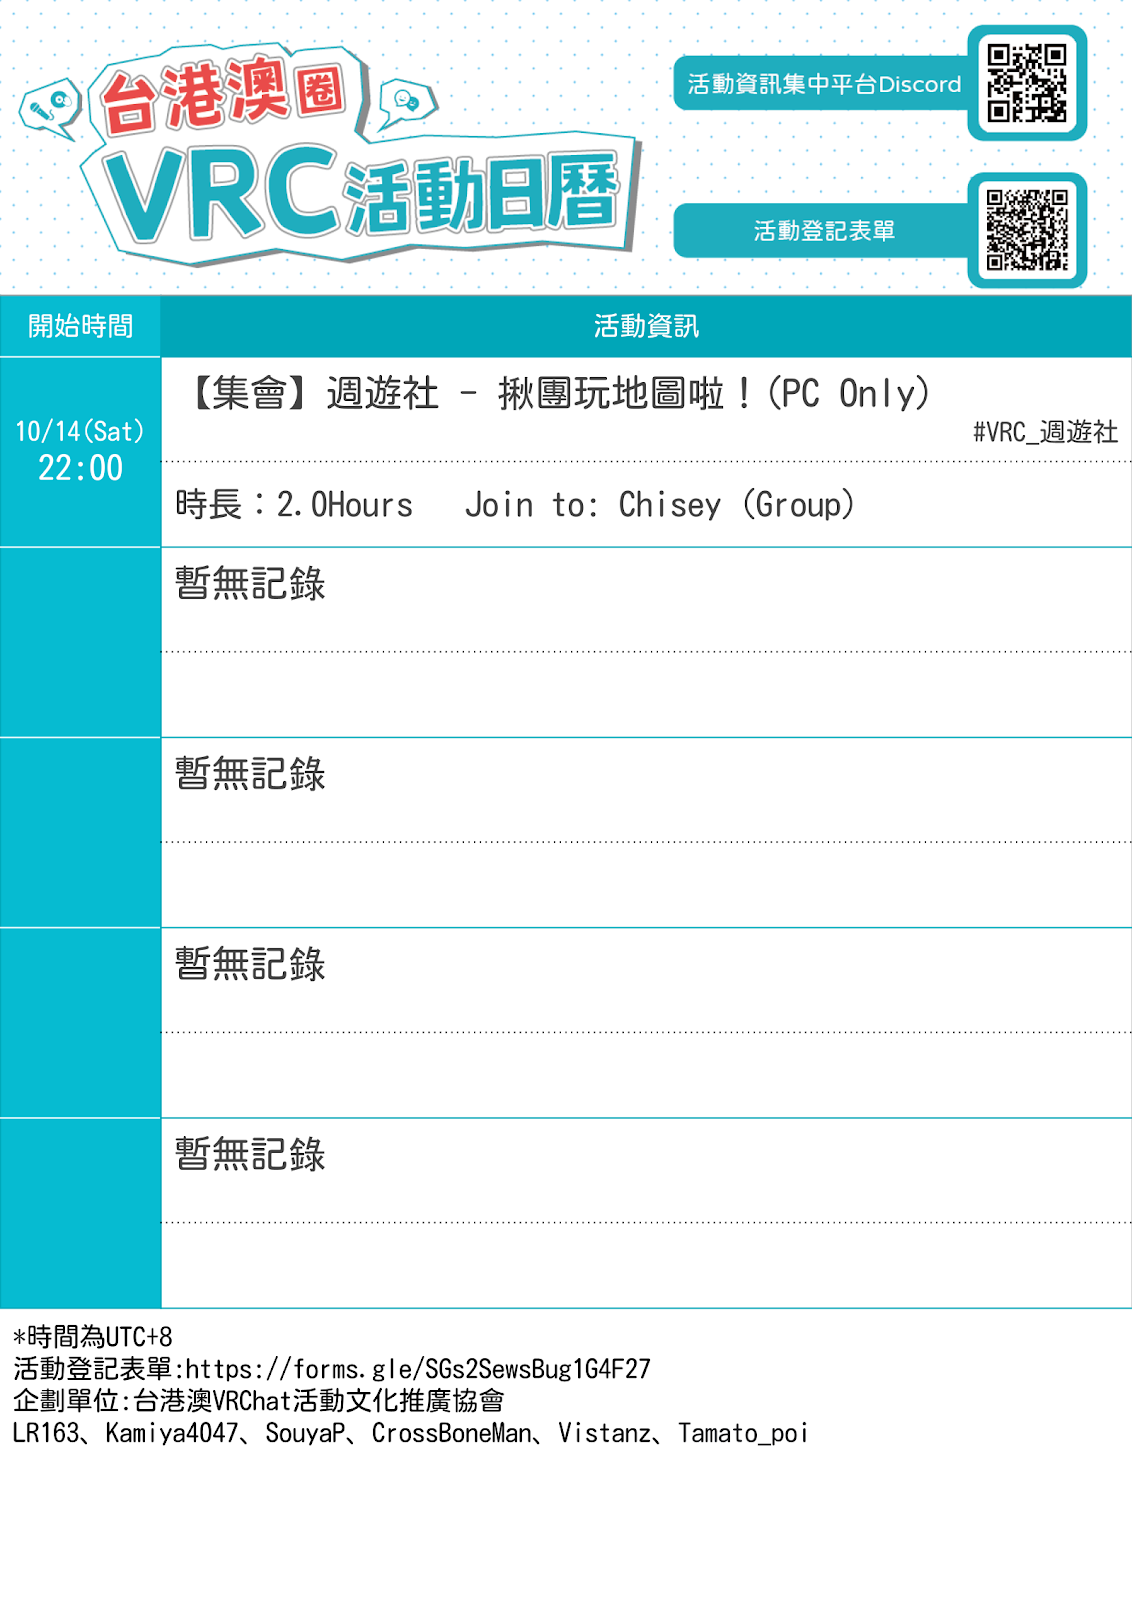 台港澳圈
VRC活動日曆
活動資訊集中平台Discord
活動登記表單
開始時間
活動資訊
10/14(Sat)
22:00
【集會】週遊社 - 揪團玩地圖啦！(PC Only)
#VRC_週遊社
時長：2.0Hours Join to: Chisey (Group)
暫無記錄
暫無記錄
暫無記錄
暫無記錄
*時間為UTC+8
活動登記表單:https://forms.gle/SGs2SewsBug1G4F27
企劃單位:台港澳VRChat活動文化推廣協會
LR163、Kamiya4047、SouyaP、CrossBoneMan、Vistanz、Tamato_poi